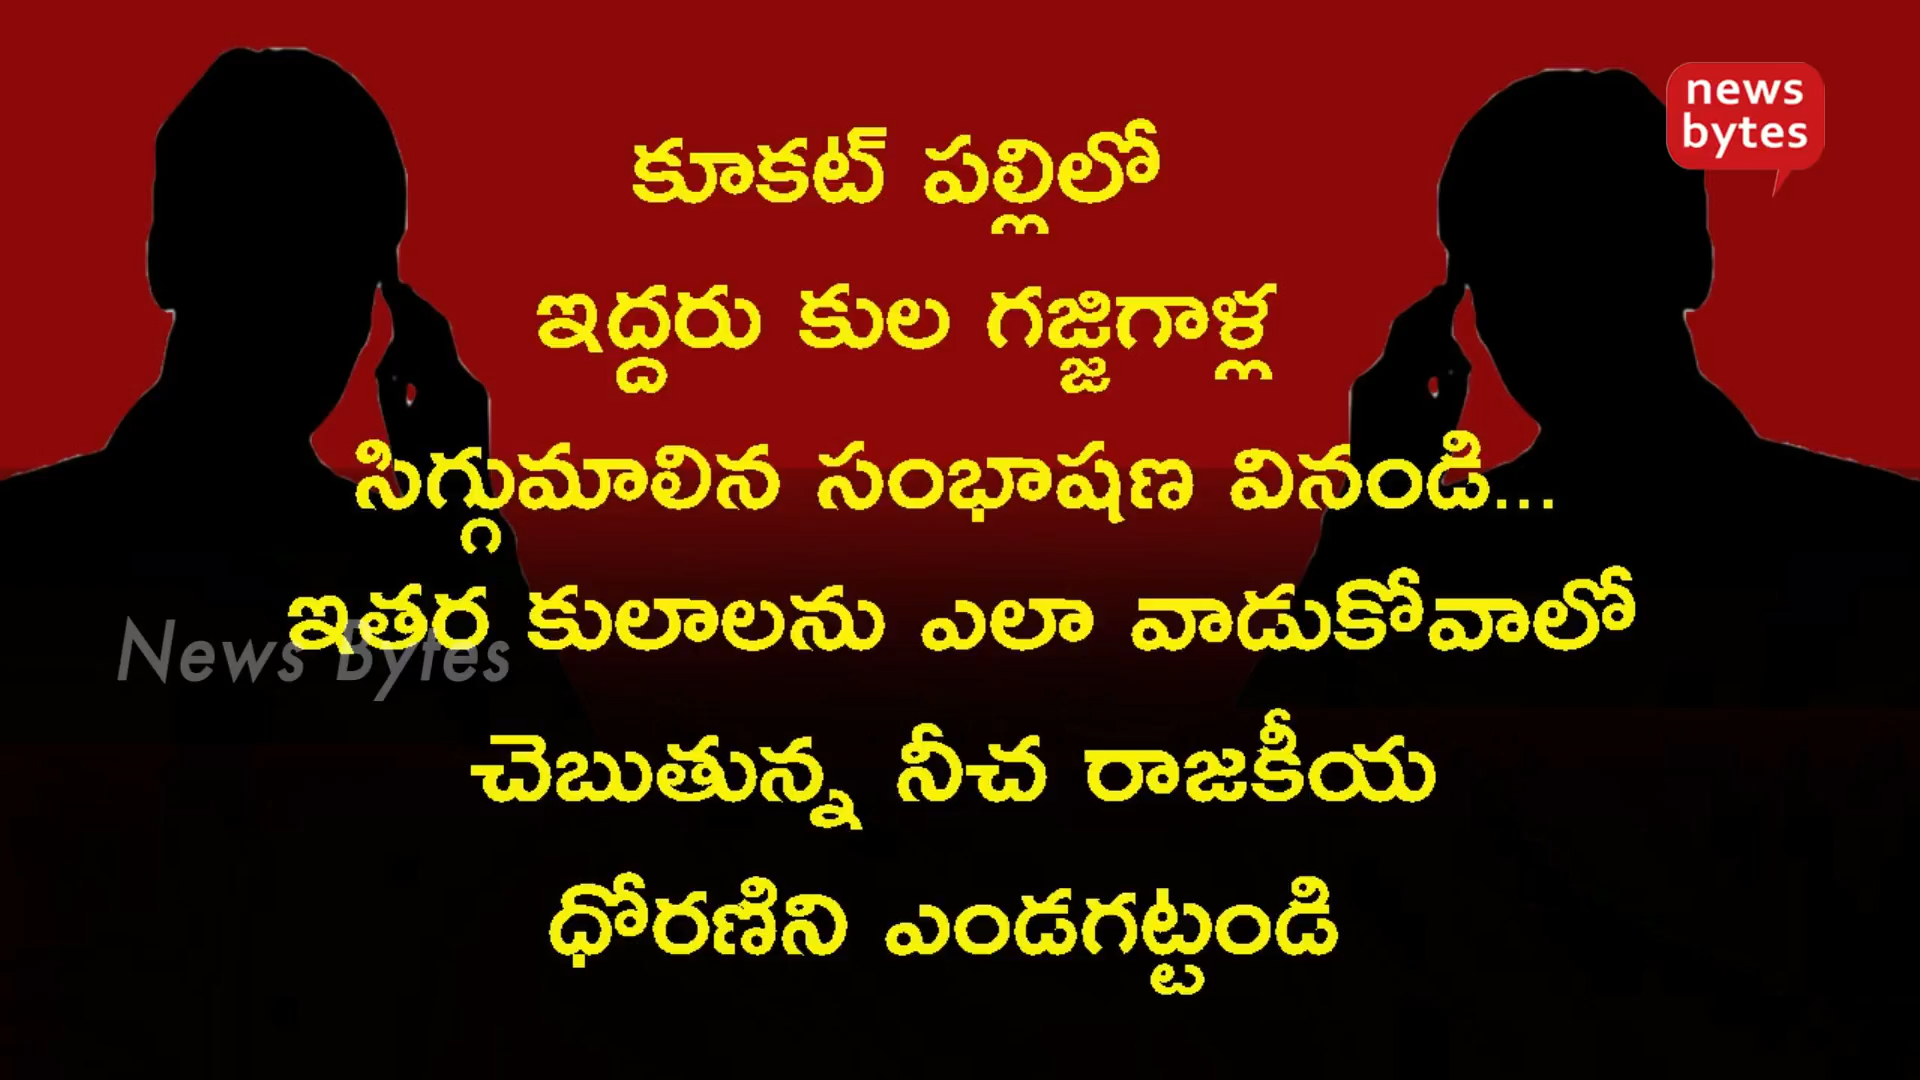 news
bytes
కూకట్ పల్లిలో
ఇద్దరు కుల గజ్జిగాళ్ల
సిగ్గుమాలిన సంభాషణ వినండి...
ఇతర కులాలను ఎలా వాడుకోవాలో
News Bytes
చెబుతున్న నీచ రాజకీయ
ధోరణిని ఎండగట్టండి